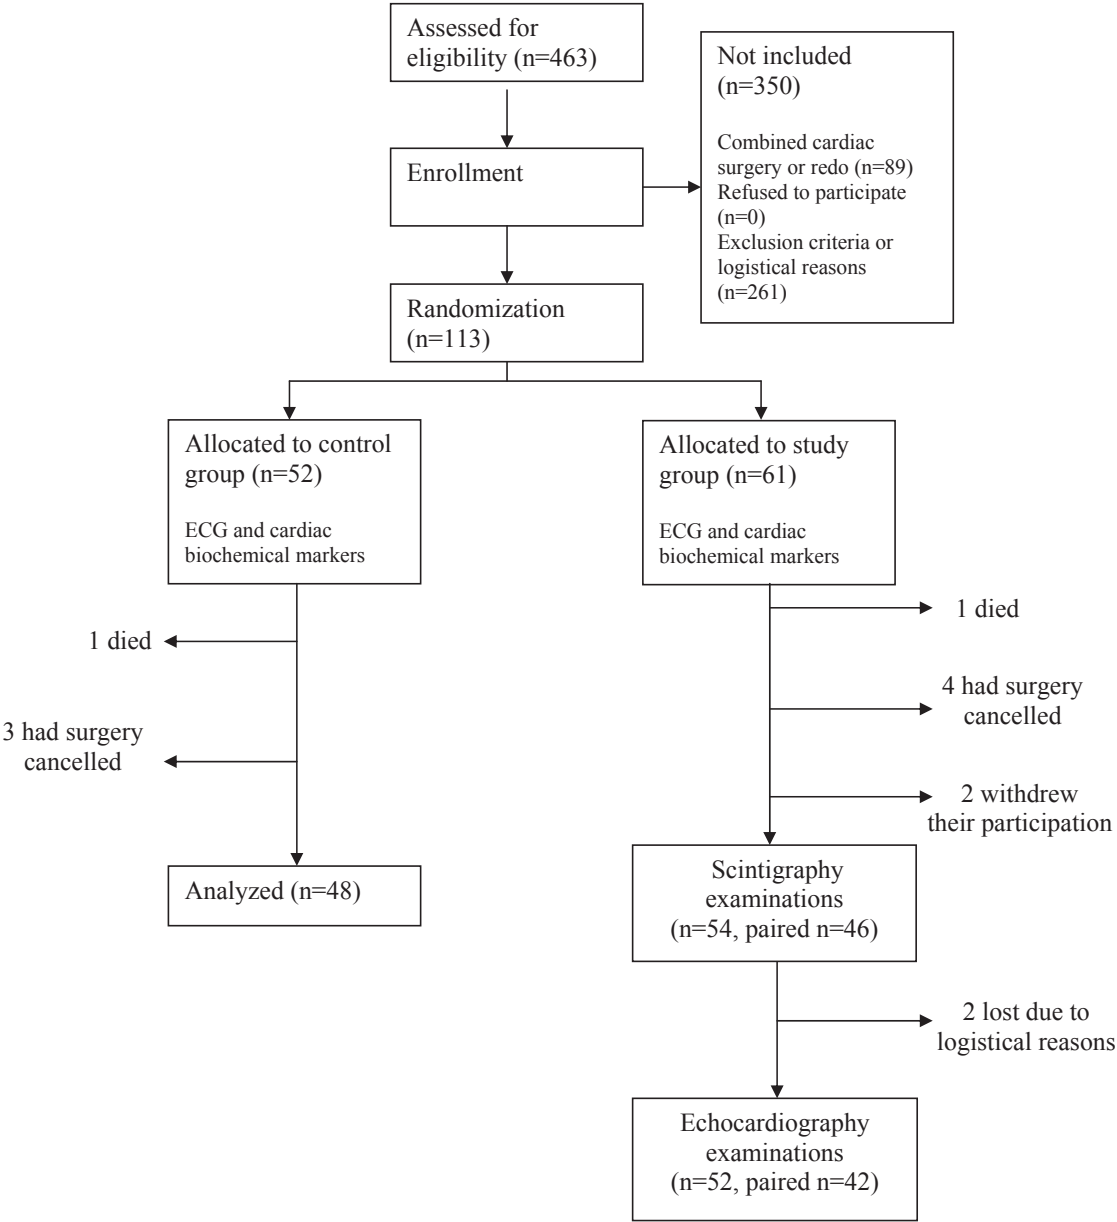 Assessed for
eligibility (n=463)
Not included
(n=350)
Combined cardiac
surgery or redo (n=89)
Refused to participate
(n=0)
Exclusion criteria or
logistical reasons
(n=261)
Enrollment
Randomization
(n=113)
Allocated to control
group (n=52)
ECG and cardiac
biochemical markers
Allocated to study
group (n=61)
ECG and cardiac
biochemical markers
1 died
3 had surgery
cancelled
Analyzed (n=48)
1 died
4 had surgery
cancelled
2 withdrew
their participation
Scintigraphy
examinations
(n=54, paired n=46)
2 lost due to
logistical reasons
Echocardiography
examinations
(n=52, paired n=42)